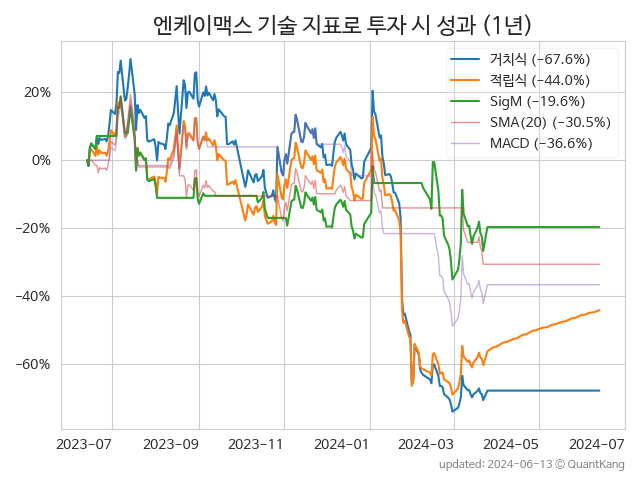 엔케이맥스 기술 지표로 투자 시 성과 (1년)
거치식 (−67.6%)
적립식 (−44.0%)
SigM (−19.6%)
SMA(20) (−30.5%)
MACD (−36.6%)
20%
0%
−20%
−40%
−60%
2023-07 2023-09 2023-11 2024-01 2024-03 2024-05 2024-07
updated: 2024-06-13 © QuantKang